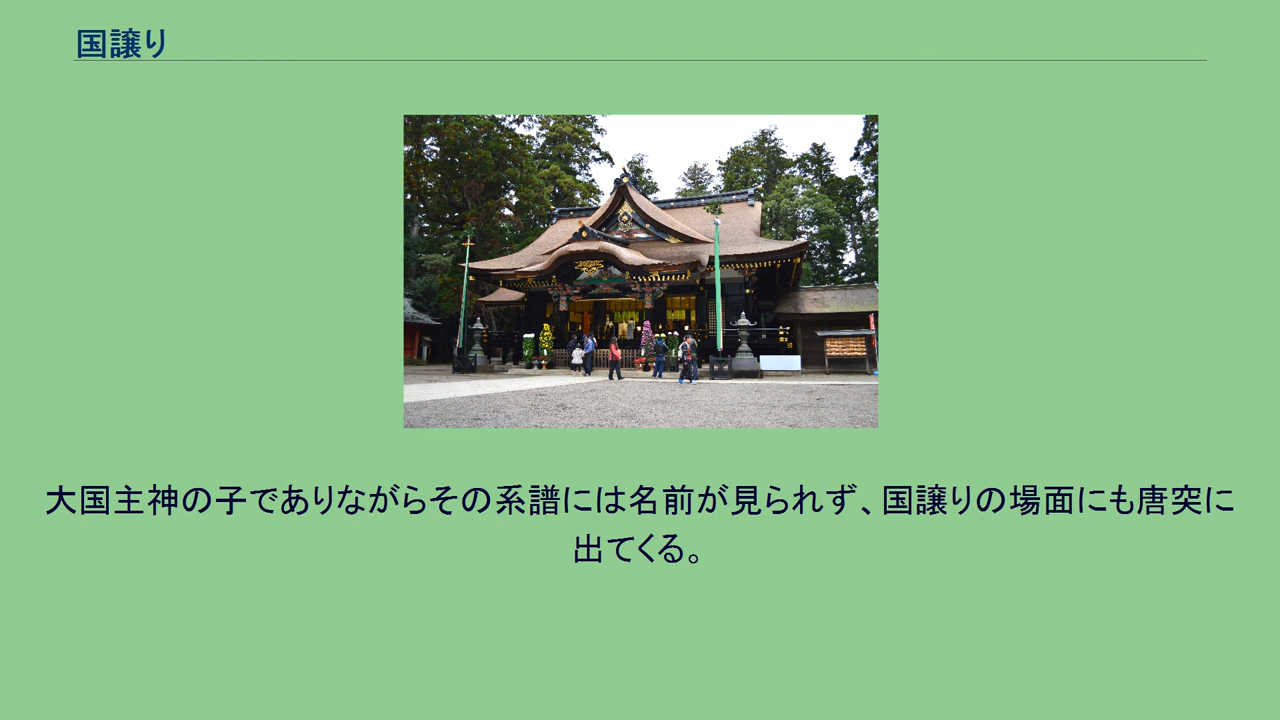 国譲り
大国主神の子でありながらその系譜には名前が見られず、国譲りの場面にも唐突に
出てくる。